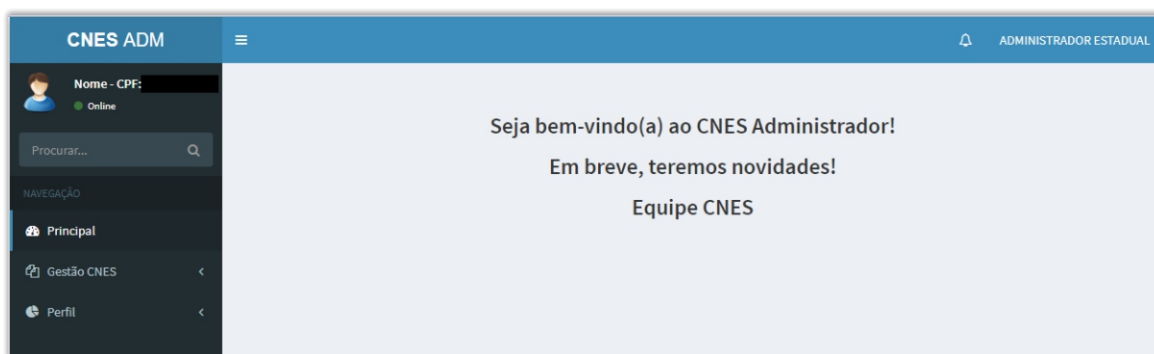 CNES ADM
ADMINISTRADOR ESTADUAL
Nome - CPF:
Online
Procurar...
NAVEGAÇÃO
Principal
Gestão CNES
Perfil
Seja bem-vindo(a) ao CNES Administrador!
Em breve, teremos novidades!
Equipe CNES